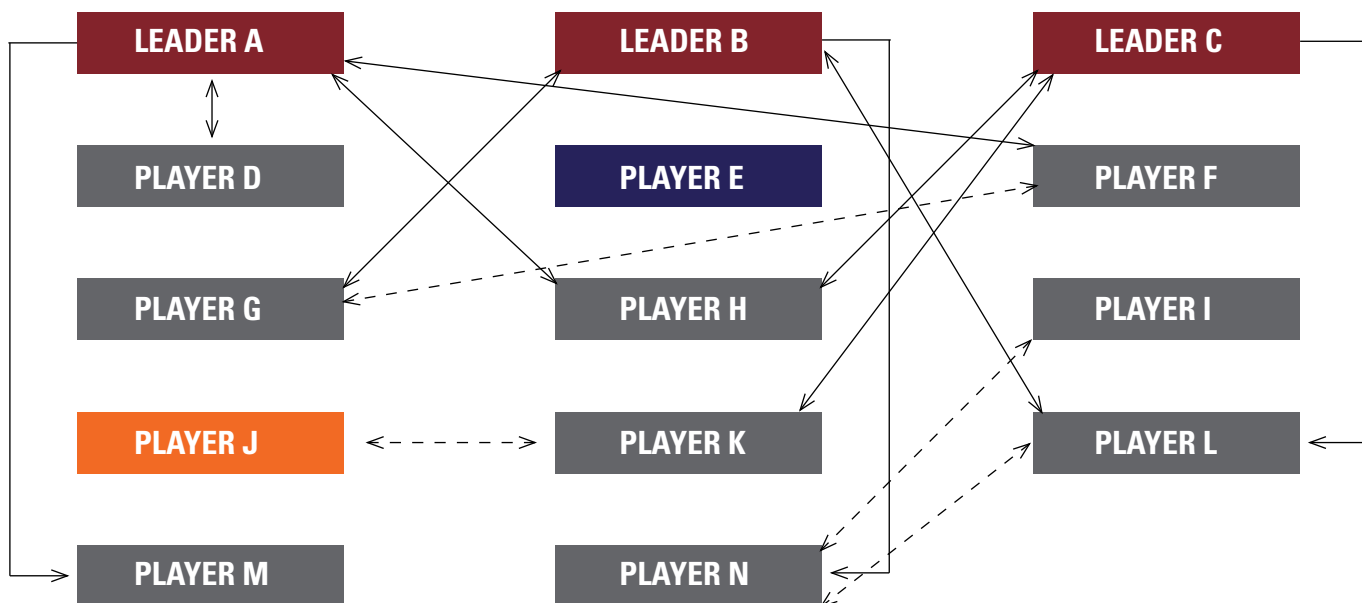 LEADER A
LEADER B
LEADER C
PLAYER D
PLAYER E
PLAYER F
PLAYER G
PLAYER H
PLAYER I
PLAYER J
PLAYER K
PLAYER L
PLAYER M
PLAYER N